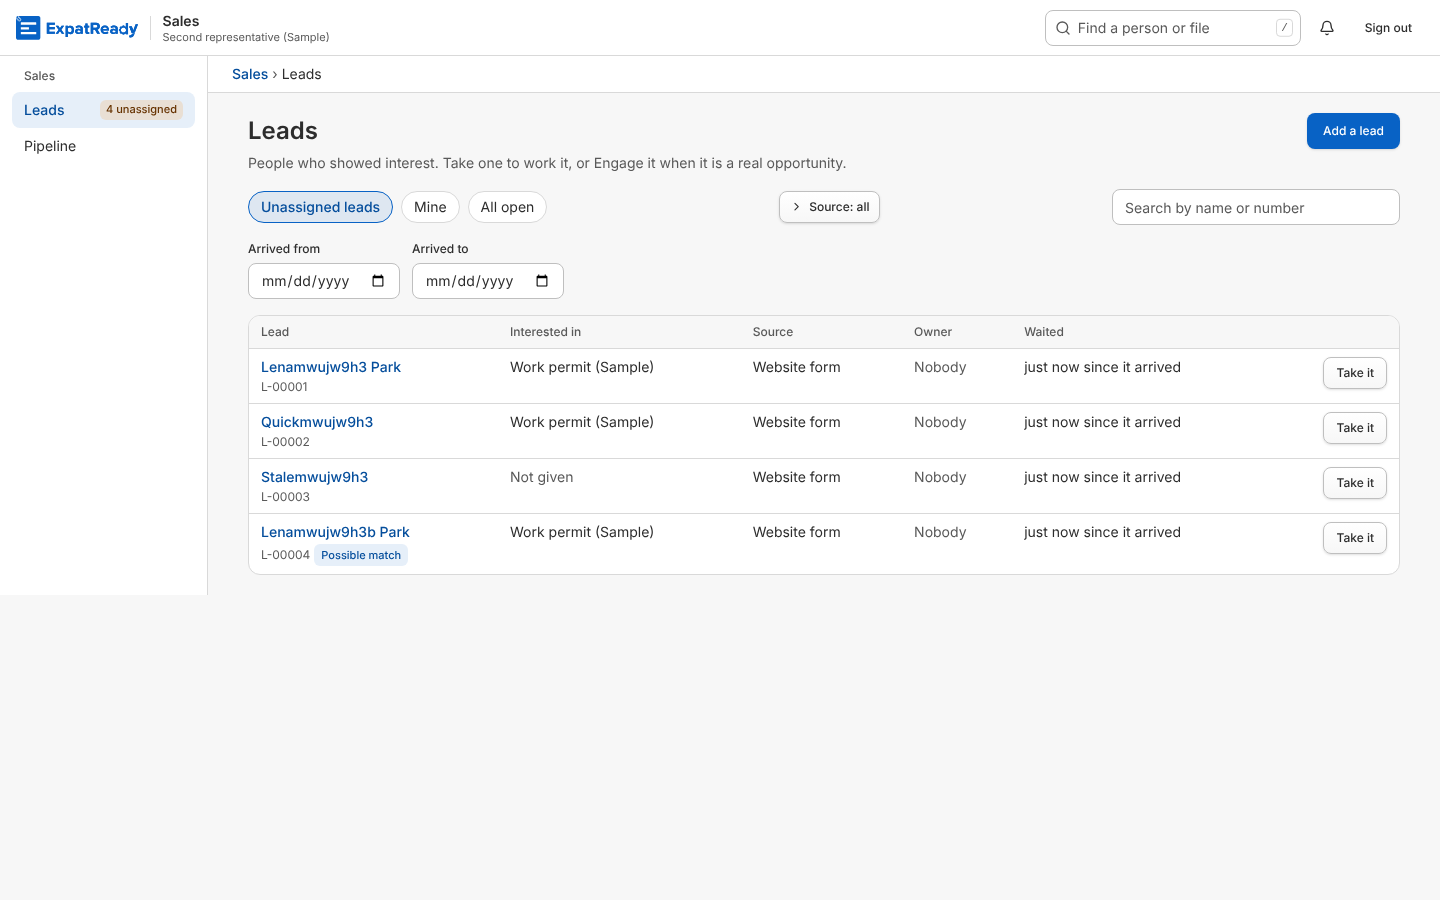 ExpatReady
Sales
Second representative (Sample)
Find a person or file
/
Sign out
Sales
Leads
4 unassigned
Pipeline
Sales › Leads
Leads
Add a lead
People who showed interest. Take one to work it, or Engage it when it is a real opportunity.
Unassigned leads
Mine
All open
Source: all
Search by name or number
Arrived from
Arrived to
mm/dd/yyyy
mm/dd/yyyy
Lead Interested in Source Owner Waited
Lenamwujw9h3 Park Work permit (Sample) Website form Nobody just now since it arrived Take it
L-00001
Quickmwujw9h3 Work permit (Sample) Website form Nobody just now since it arrived Take it
L-00002
Stalemwujw9h3 Not given Website form Nobody just now since it arrived Take it
L-00003
Lenamwujw9h3b Park Work permit (Sample) Website form Nobody just now since it arrived Take it
L-00004 Possible match